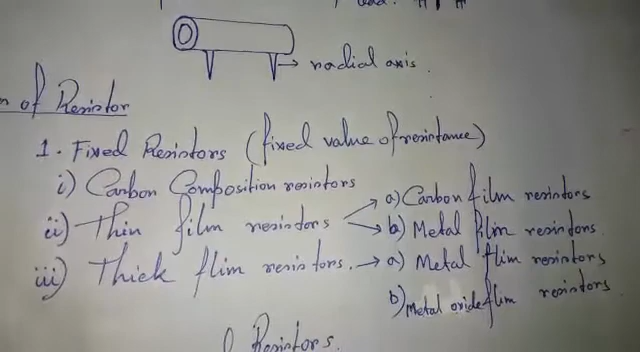 radial axis.
of Resistor
1. Fixed Resistors (fixed value of resistance)
i) Carbon Composition resistors
ii) Thin film resistors → a) Carbon film resistors
b) Metal film resistors.
iii) Thick flim resistors. → a) Metal flim resistors
b) Metal oxide flim resistors.
Resistors.